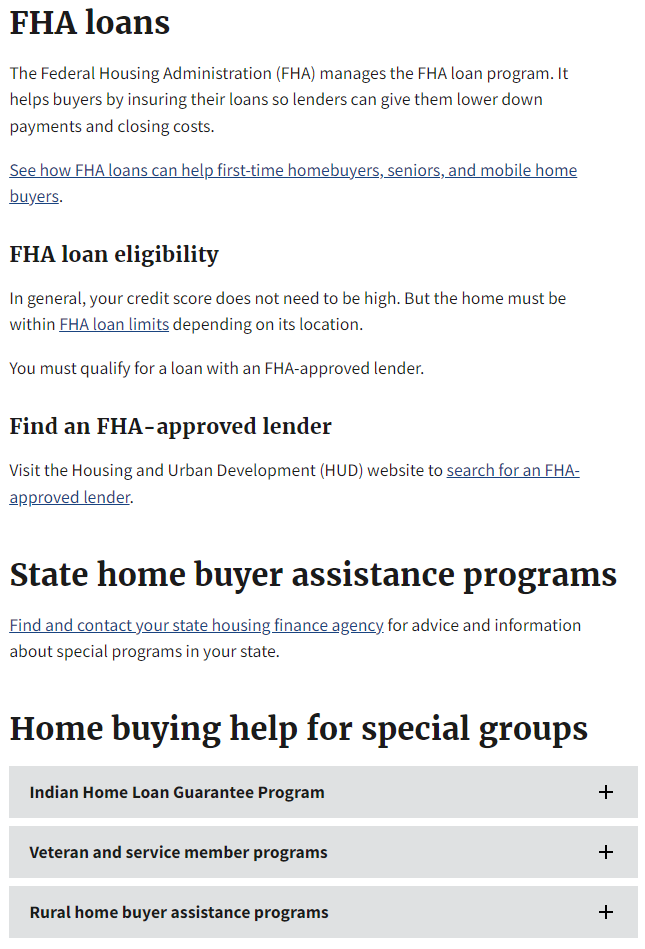 FHA loans
The Federal Housing Administration (FHA) manages the FHA loan program. It
helps buyers by insuring their loans so lenders can give them lower down
payments and closing costs.
See how FHA loans can help first-time homebuyers, seniors, and mobile home
buyers.
FHA loan eligibility
In general, your credit score does not need to be high. But the home must be
within FHA loan limits depending on its location.
You must qualify for a loan with an FHA-approved lender.
Find an FHA-approved lender
Visit the Housing and Urban Development (HUD) website to search for an FHA-
approved lender.
State home buyer assistance programs
Find and contact your state housing finance agency for advice and information
about special programs in your state.
Home buying help for special groups
Indian Home Loan Guarantee Program
Veteran and service member programs
Rural home buyer assistance programs